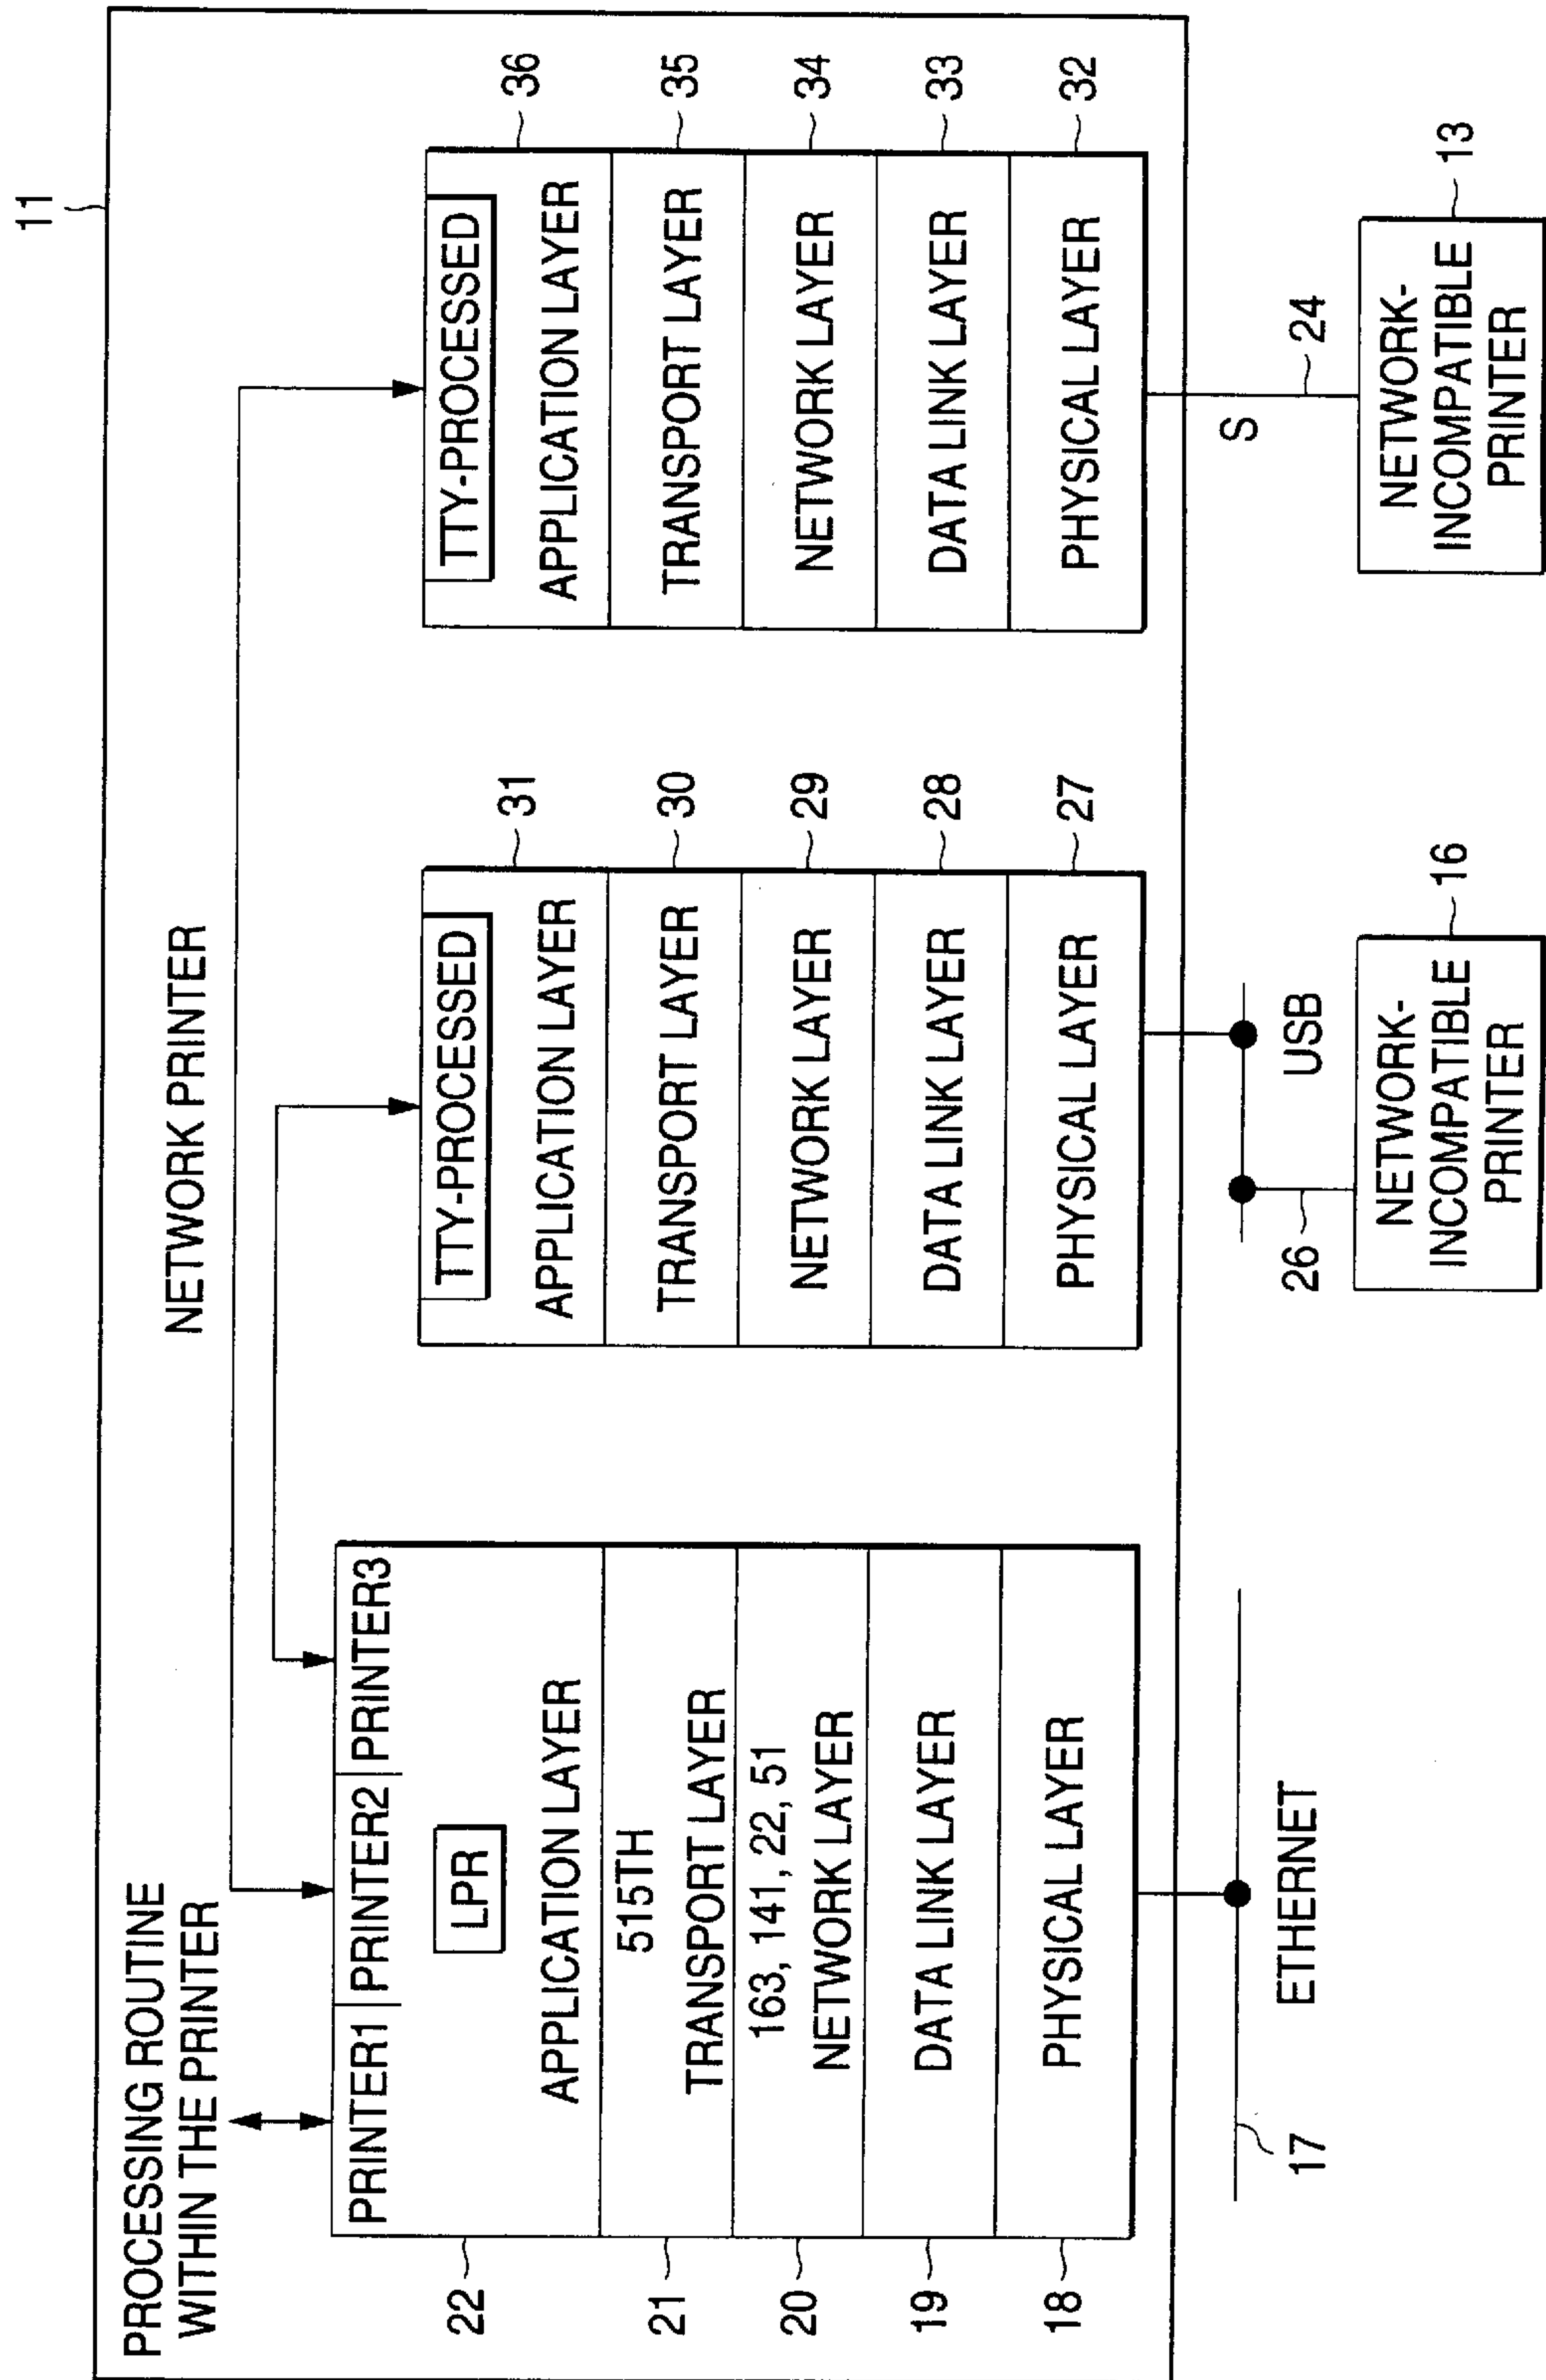 11
NETWORK PRINTER
PROCESSING ROUTINE
WITHIN THE PRINTER
PRINTER1
PRINTER2
PRINTER3
LPR
APPLICATION LAYER
22
515TH
TRANSPORT LAYER
21
163, 141, 22, 51
NETWORK LAYER
20
DATA LINK LAYER
19
PHYSICAL LAYER
18
17
ETHERNET
TTY-PROCESSED
APPLICATION LAYER
31
TRANSPORT LAYER
30
NETWORK LAYER
29
DATA LINK LAYER
28
PHYSICAL LAYER
27
26
USB
NETWORK-
INCOMPATIBLE
PRINTER
16
TTY-PROCESSED
APPLICATION LAYER
36
TRANSPORT LAYER
35
NETWORK LAYER
34
DATA LINK LAYER
33
PHYSICAL LAYER
32
S
24
NETWORK-
INCOMPATIBLE
PRINTER
13